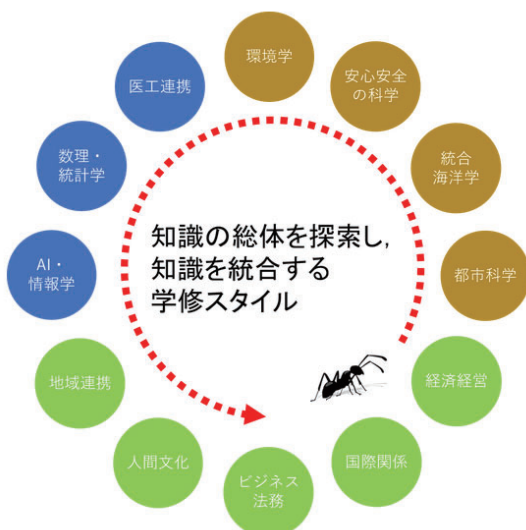 環境学
安心安全
の科学
統合
海洋学
都市科学
経済経営
国際関係
ビジネス
法務
人間文化
地域連携
AI・
情報学
数理・
統計学
医工連携
知識の総体を探索し,
知識を統合する
学修スタイル